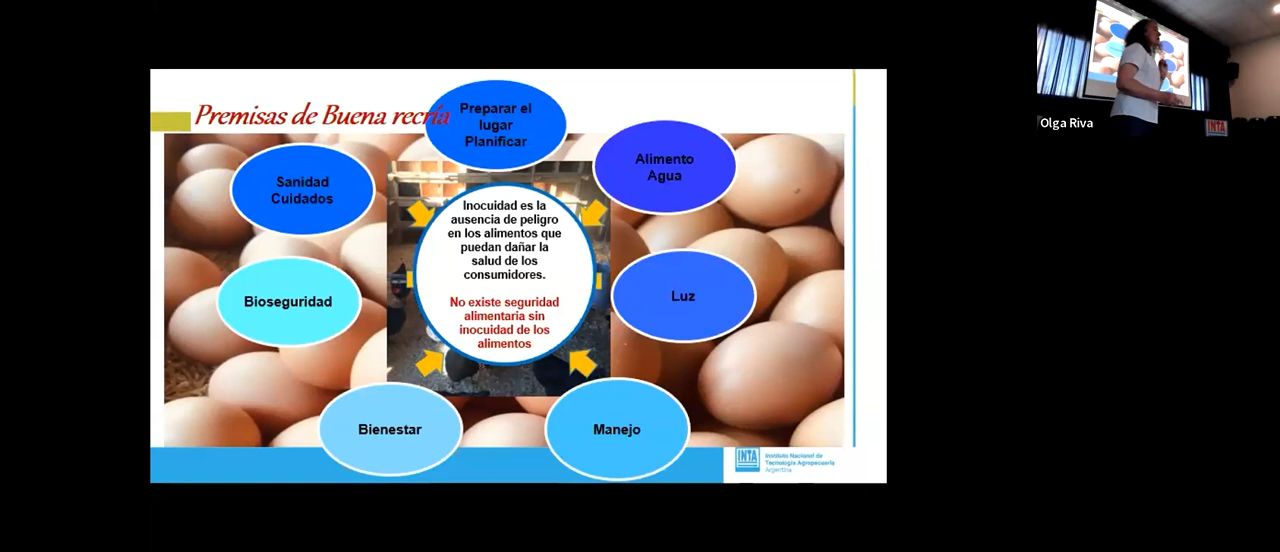 Premisas de Buena recría
Preparar el
lugar
Planificar
Alimento
Agua
Luz
Manejo
Bienestar
Bioseguridad
Sanidad
Cuidados
Inocuidad es la
ausencia de peligro
en los alimentos que
puedan dañar la
salud de los
consumidores.
No existe seguridad
alimentaria sin
inocuidad de los
alimentos
INTA
Instituto Nacional de
Tecnología Agropecuaria
Argentina
Olga Riva
INTA